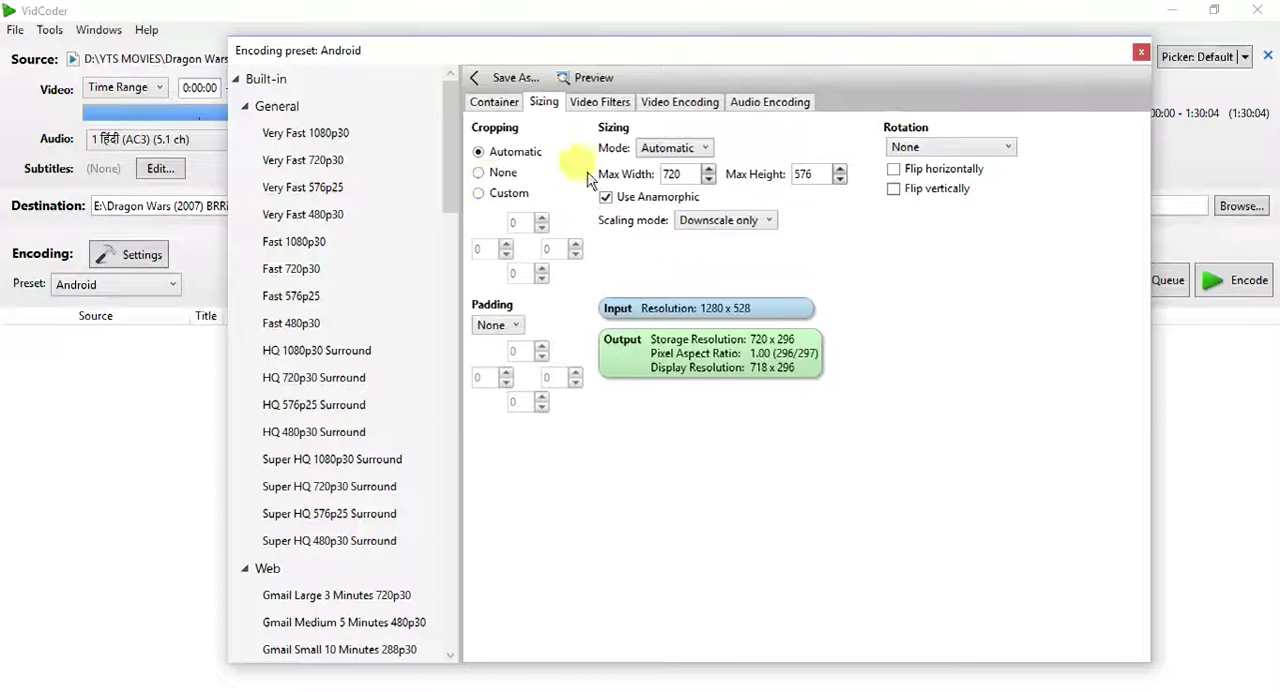 VidCoder
File Tools Windows Help
Source: D:\YTS MOVIES\Dragon Wars
Picker: Default
Video: Time Range 0:00:00 -
00:00 - 1:30:04 (1:30:04)
Audio: 1 हिंदी (AC3) (5.1 ch)
Subtitles: (None) Edit...
Destination: E:\Dragon Wars (2007) BRRi
Browse...
Encoding: Settings
Queue Encode
Preset: Android
Source Title
Encoding preset: Android
x
Built-in
General
Very Fast 1080p30
Very Fast 720p30
Very Fast 576p25
Very Fast 480p30
Fast 1080p30
Fast 720p30
Fast 576p25
Fast 480p30
HQ 1080p30 Surround
HQ 720p30 Surround
HQ 576p25 Surround
HQ 480p30 Surround
Super HQ 1080p30 Surround
Super HQ 720p30 Surround
Super HQ 576p25 Surround
Super HQ 480p30 Surround
Web
Gmail Large 3 Minutes 720p30
Gmail Medium 5 Minutes 480p30
Gmail Small 10 Minutes 288p30
Save As... Preview
Container Sizing Video Filters Video Encoding Audio Encoding
Cropping
Automatic
None
Custom
0
0 0
0
Padding
None
0
0 0
0
Sizing
Mode: Automatic
Max Width: 720 Max Height: 576
Use Anamorphic
Scaling mode: Downscale only
Input Resolution: 1280 x 528
Output Storage Resolution: 720 x 296
Pixel Aspect Ratio: 1.00 (296/297)
Display Resolution: 718 x 296
Rotation
None
Flip horizontally
Flip vertically